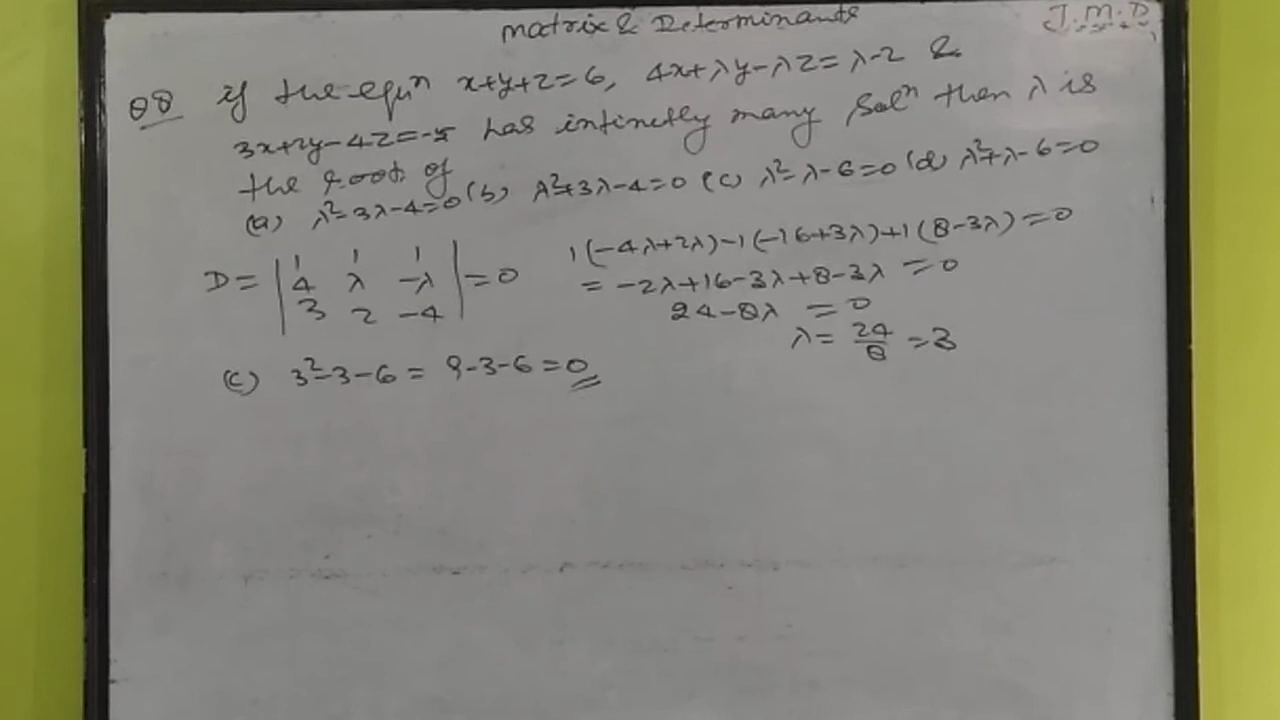 Matrix & Determinants
J.M.D
Q8 if the equⁿ x+y+z=6, 4x+λy-λz=λ-2 &
3x+2y-4z=-5 has infinetly many Solⁿ then λ is
the root of
(a) λ²-3λ-4=0 (b) λ²+3λ-4=0 (c) λ²-λ-6=0 (d) λ²+λ-6=0
D = | 1 1 1 | 4 λ -λ | 3 2 -4 | = 0
1(-4λ+2λ)-1(-16+3λ)+1(8-3λ)=0
= -2λ+16-3λ+8-3λ =0
24-8λ =0
λ= 24/8 =3
(c) 3²-3-6= 9-3-6=0